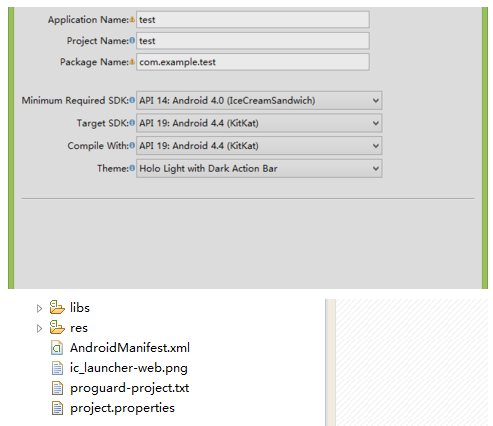 Application Name: test
Project Name: test
Package Name: com.example.test
Minimum Required SDK: API 14: Android 4.0 (IceCreamSandwich)
Target SDK: API 19: Android 4.4 (KitKat)
Compile With: API 19: Android 4.4 (KitKat)
Theme: Holo Light with Dark Action Bar
libs
res
AndroidManifest.xml
ic_launcher-web.png
proguard-project.txt
project.properties